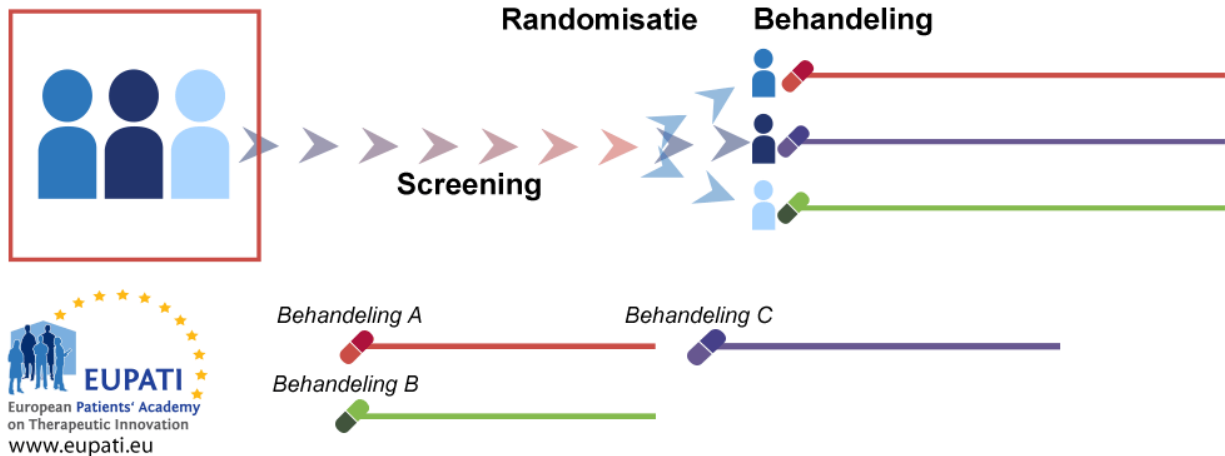 Randomisatie
Behandeling
Screening
Behandeling A
Behandeling C
Behandeling B
EUPATI
European Patients' Academy
on Therapeutic Innovation
www.eupati.eu